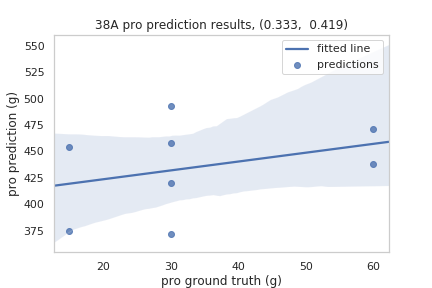 38A pro prediction results, (0.333,  0.419)
fitted line
predictions
pro prediction (g)
550
525
500
475
450
425
400
375
20
30
40
50
60
pro ground truth (g)